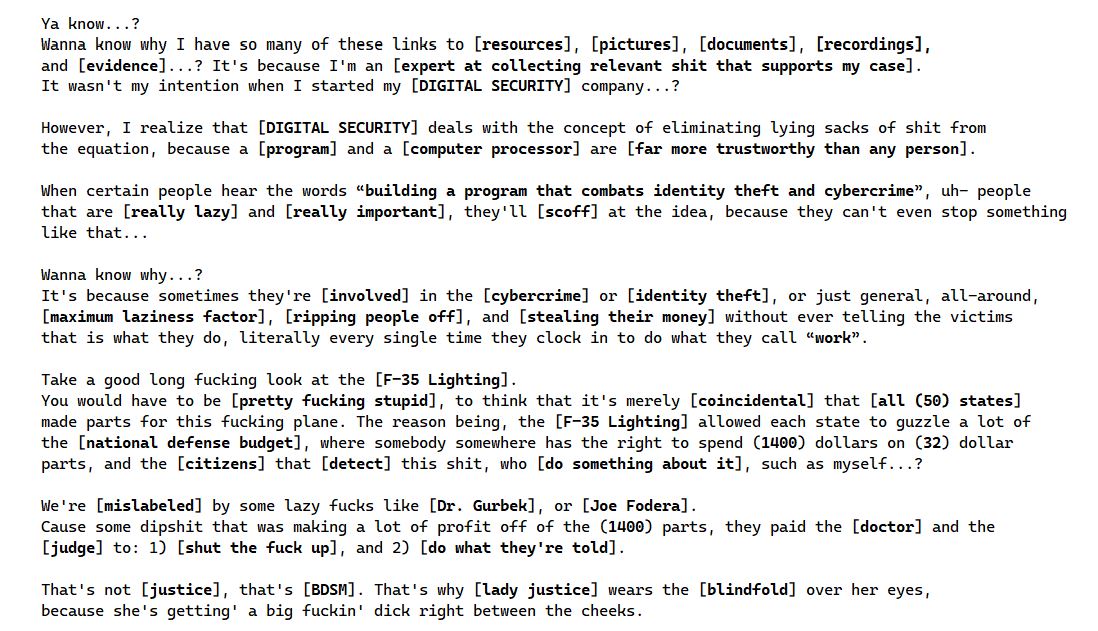 Ya know...?
Wanna know why I have so many of these links to [resources], [pictures], [documents], [recordings],
and [evidence]...? It's because I'm an [expert at collecting relevant shit that supports my case].
It wasn't my intention when I started my [DIGITAL SECURITY] company...?
However, I realize that [DIGITAL SECURITY] deals with the concept of eliminating lying sacks of shit from
the equation, because a [program] and a [computer processor] are [far more trustworthy than any person].
When certain people hear the words “building a program that combats identity theft and cybercrime”, uh– people
that are [really lazy] and [really important], they'll [scoff] at the idea, because they can't even stop something
like that...
Wanna know why...?
It's because sometimes they're [involved] in the [cybercrime] or [identity theft], or just general, all–around,
[maximum laziness factor], [ripping people off], and [stealing their money] without ever telling the victims
that is what they do, literally every single time they clock in to do what they call “work”.
Take a good long fucking look at the [F–35 Lighting].
You would have to be [pretty fucking stupid], to think that it's merely [coincidental] that [all (50) states]
made parts for this fucking plane. The reason being, the [F–35 Lighting] allowed each state to guzzle a lot of
the [national defense budget], where somebody somewhere has the right to spend (1400) dollars on (32) dollar
parts, and the [citizens] that [detect] this shit, who [do something about it], such as myself...?
We're [mislabeled] by some lazy fucks like [Dr. Gurbek], or [Joe Fodera].
Cause some dipshit that was making a lot of profit off of the (1400) parts, they paid the [doctor] and the
[judge] to: 1) [shut the fuck up], and 2) [do what they're told].
That's not [justice], that's [BDSM]. That's why [lady justice] wears the [blindfold] over her eyes,
because she's getting' a big fuckin' dick right between the cheeks.